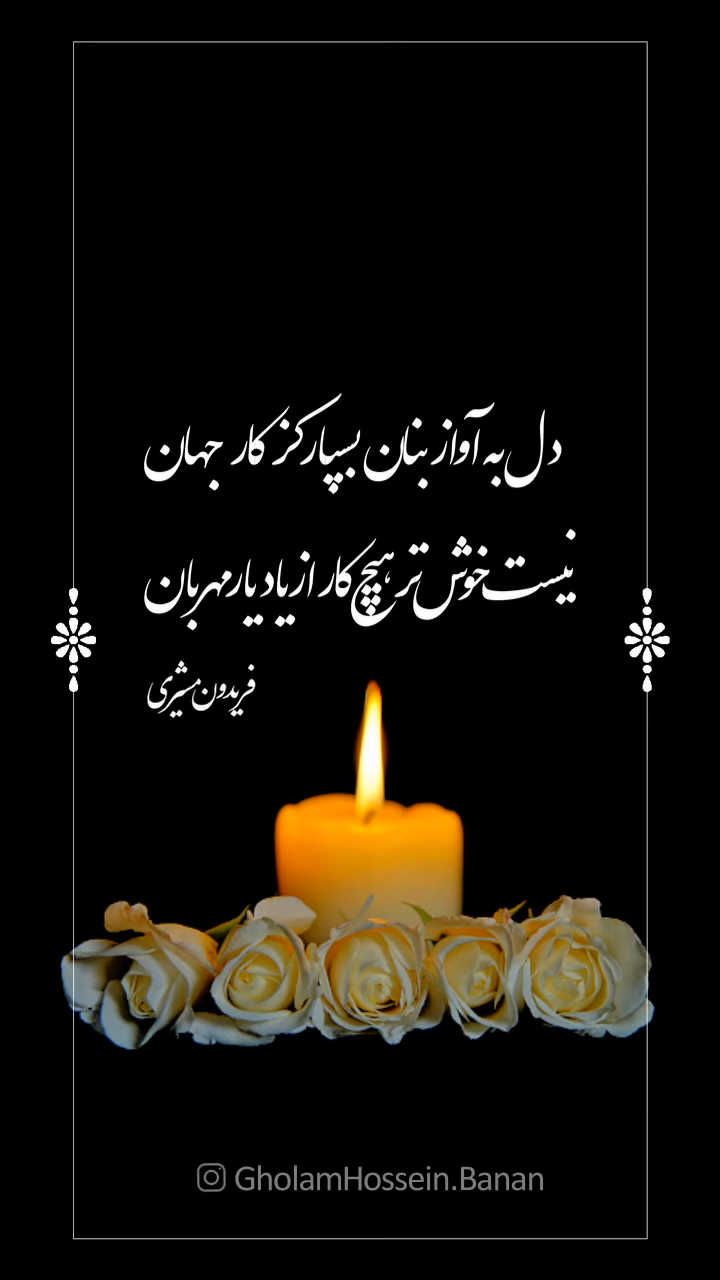 دل به آواز بنان بسپار کز کار جهان
نیست خوش تر هیچ کار از یاد یار مهربان
فریدون مشیری
GholamHossein.Banan